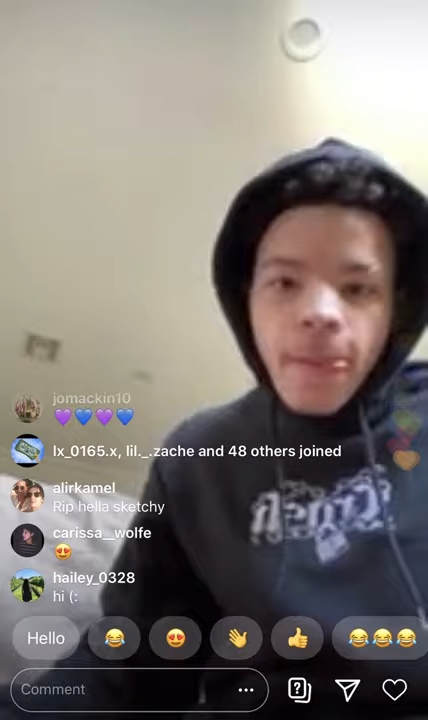 jomackin10
💜💙💜💙
lx_0165.x, lil._.zache and 48 others joined
alirkamel
Rip hella sketchy
carissa__wolfe
😍
hailey_0328
hi (:
Hello 😂 😍 👋 👍 😂😂😂
Comment